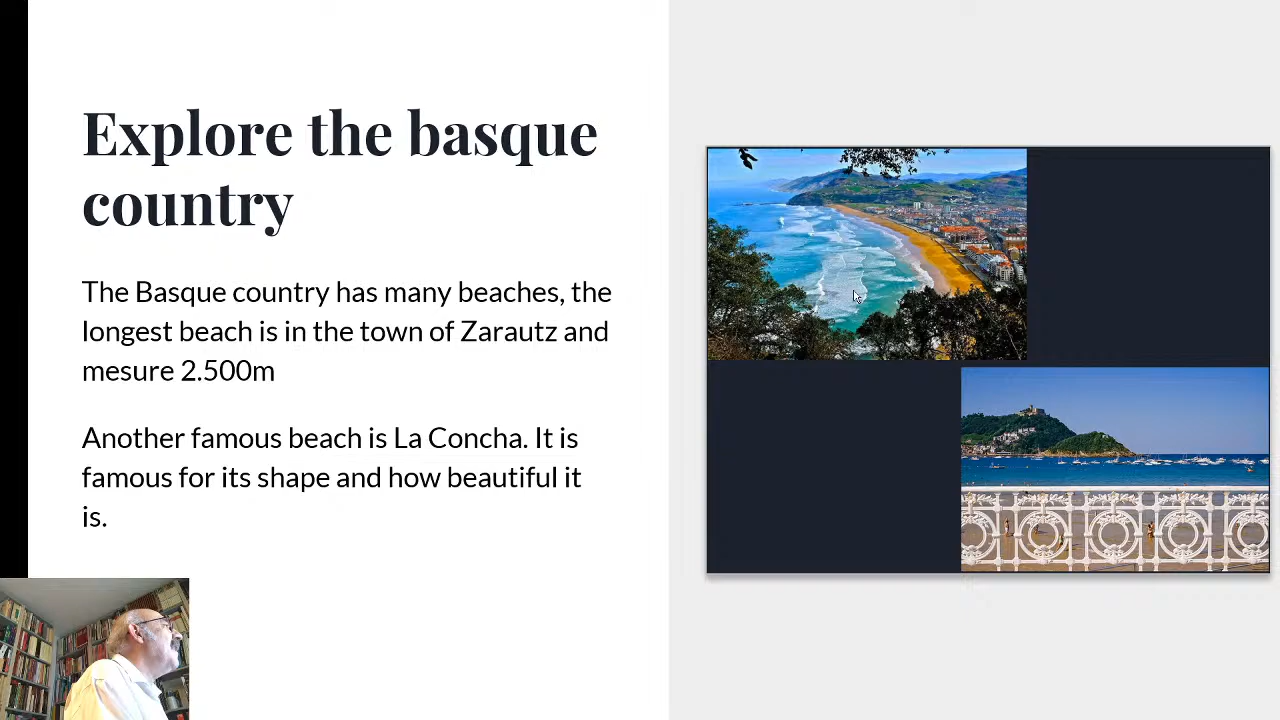 Explore the basque
country
The Basque country has many beaches, the
longest beach is in the town of Zarautz and
mesure 2.500m
Another famous beach is La Concha. It is
famous for its shape and how beautiful it
is.